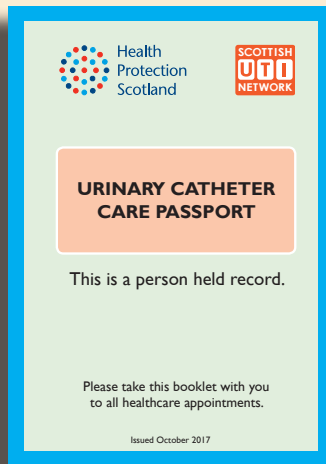 Health
Protection
Scotland
SCOTTISH
UTI
NETWORK
URINARY CATHETER
CARE PASSPORT
This is a person held record.
Please take this booklet with you
to all healthcare appointments.
Issued October 2017